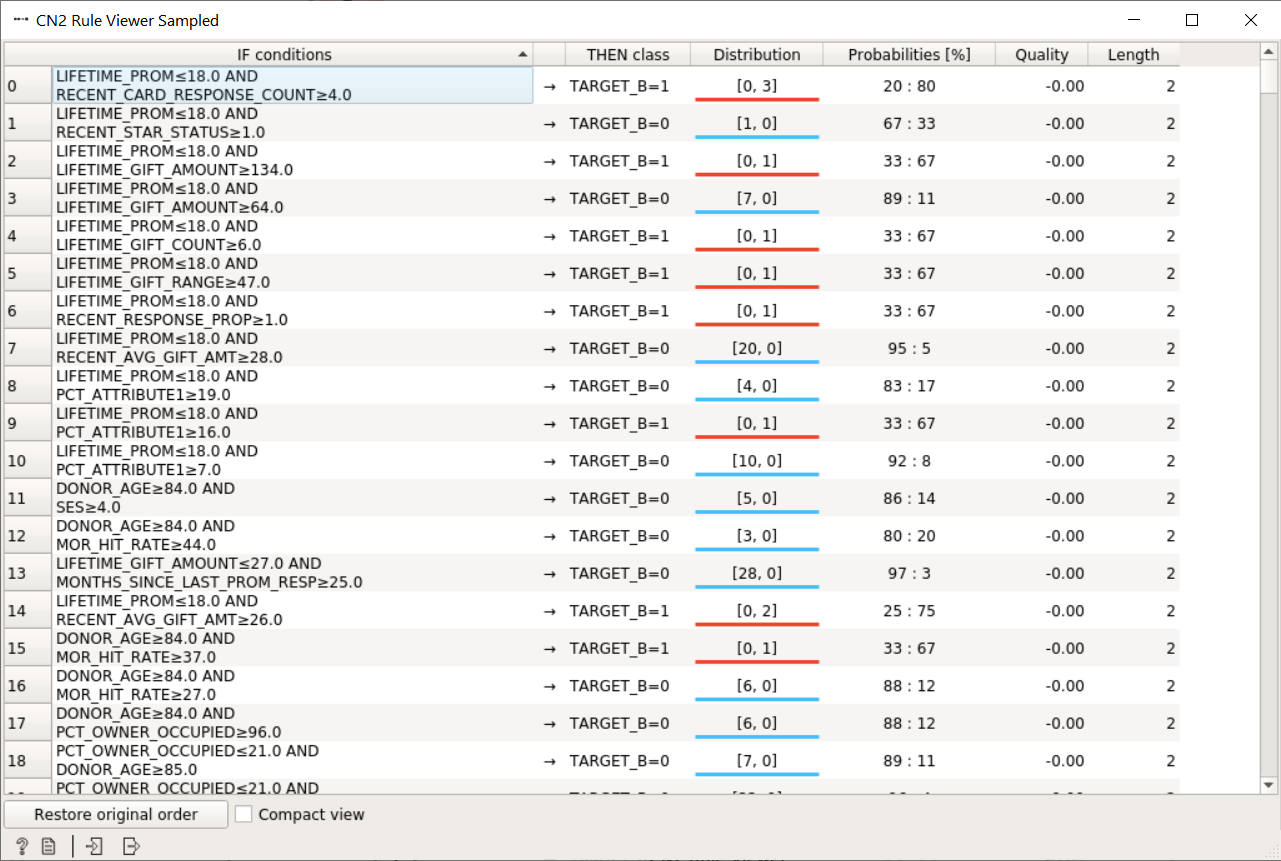 CN2 Rule Viewer Sampled
IF conditions THEN class Distribution Probabilities [%] Quality Length
0 LIFETIME_PROM≤18.0 AND
RECENT_CARD_RESPONSE_COUNT≥4.0 → TARGET_B=1 [0, 3] 20 : 80 -0.00 2
1 LIFETIME_PROM≤18.0 AND
RECENT_STAR_STATUS≥1.0 → TARGET_B=0 [1, 0] 67 : 33 -0.00 2
2 LIFETIME_PROM≤18.0 AND
LIFETIME_GIFT_AMOUNT≥134.0 → TARGET_B=1 [0, 1] 33 : 67 -0.00 2
3 LIFETIME_PROM≤18.0 AND
LIFETIME_GIFT_AMOUNT≥64.0 → TARGET_B=0 [7, 0] 89 : 11 -0.00 2
4 LIFETIME_PROM≤18.0 AND
LIFETIME_GIFT_COUNT≥6.0 → TARGET_B=1 [0, 1] 33 : 67 -0.00 2
5 LIFETIME_PROM≤18.0 AND
LIFETIME_GIFT_RANGE≥47.0 → TARGET_B=1 [0, 1] 33 : 67 -0.00 2
6 LIFETIME_PROM≤18.0 AND
RECENT_RESPONSE_PROP≥1.0 → TARGET_B=1 [0, 1] 33 : 67 -0.00 2
7 LIFETIME_PROM≤18.0 AND
RECENT_AVG_GIFT_AMT≥28.0 → TARGET_B=0 [20, 0] 95 : 5 -0.00 2
8 LIFETIME_PROM≤18.0 AND
PCT_ATTRIBUTE1≥19.0 → TARGET_B=0 [4, 0] 83 : 17 -0.00 2
9 LIFETIME_PROM≤18.0 AND
PCT_ATTRIBUTE1≥16.0 → TARGET_B=1 [0, 1] 33 : 67 -0.00 2
10 LIFETIME_PROM≤18.0 AND
PCT_ATTRIBUTE1≥7.0 → TARGET_B=0 [10, 0] 92 : 8 -0.00 2
11 DONOR_AGE≥84.0 AND
SES≥4.0 → TARGET_B=0 [5, 0] 86 : 14 -0.00 2
12 DONOR_AGE≥84.0 AND
MOR_HIT_RATE≥44.0 → TARGET_B=0 [3, 0] 80 : 20 -0.00 2
13 LIFETIME_GIFT_AMOUNT≤27.0 AND
MONTHS_SINCE_LAST_PROM_RESP≥25.0 → TARGET_B=0 [28, 0] 97 : 3 -0.00 2
14 LIFETIME_PROM≤18.0 AND
RECENT_AVG_GIFT_AMT≥26.0 → TARGET_B=1 [0, 2] 25 : 75 -0.00 2
15 DONOR_AGE≥84.0 AND
MOR_HIT_RATE≥37.0 → TARGET_B=1 [0, 1] 33 : 67 -0.00 2
16 DONOR_AGE≥84.0 AND
MOR_HIT_RATE≥27.0 → TARGET_B=0 [6, 0] 88 : 12 -0.00 2
17 DONOR_AGE≥84.0 AND
PCT_OWNER_OCCUPIED≥96.0 → TARGET_B=0 [6, 0] 88 : 12 -0.00 2
18 PCT_OWNER_OCCUPIED≤21.0 AND
DONOR_AGE≥85.0 → TARGET_B=0 [7, 0] 89 : 11 -0.00 2
PCT_OWNER_OCCUPIED≤21.0 AND
Restore original order Compact view